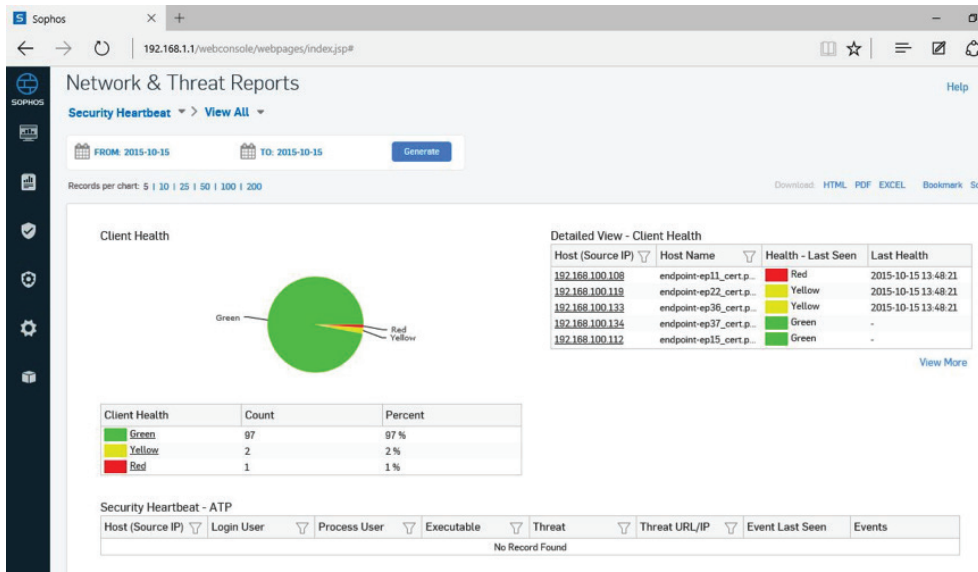 S Sophos
192.168.1.1/webconsole/webpages/index.jsp#
SOPHOS
Network & Threat Reports
Help
Security Heartbeat > View All
FROM: 2015-10-15 TO: 2015-10-15 Generate
Records per chart: 5 | 10 | 25 | 50 | 100 | 200
Download HTML PDF EXCEL Bookmark
Client Health
Green
Red
Yellow
Client Health Count Percent
Green 97 97 %
Yellow 2 2 %
Red 1 1 %
Detailed View - Client Health
Host (Source IP) Host Name Health - Last Seen Last Health
192.168.100.108 endpoint-ep11_cert.p... Red 2015-10-15 13:48:21
192.168.100.119 endpoint-ep22_cert.p... Yellow 2015-10-15 13:48:21
192.168.100.133 endpoint-ep36_cert.p... Yellow 2015-10-15 13:48:21
192.168.100.134 endpoint-ep37_cert.p... Green -
192.168.100.112 endpoint-ep15_cert.p... Green -
View More
Security Heartbeat - ATP
Host (Source IP) Login User Process User Executable Threat Threat URL/IP Event Last Seen Events
No Record Found